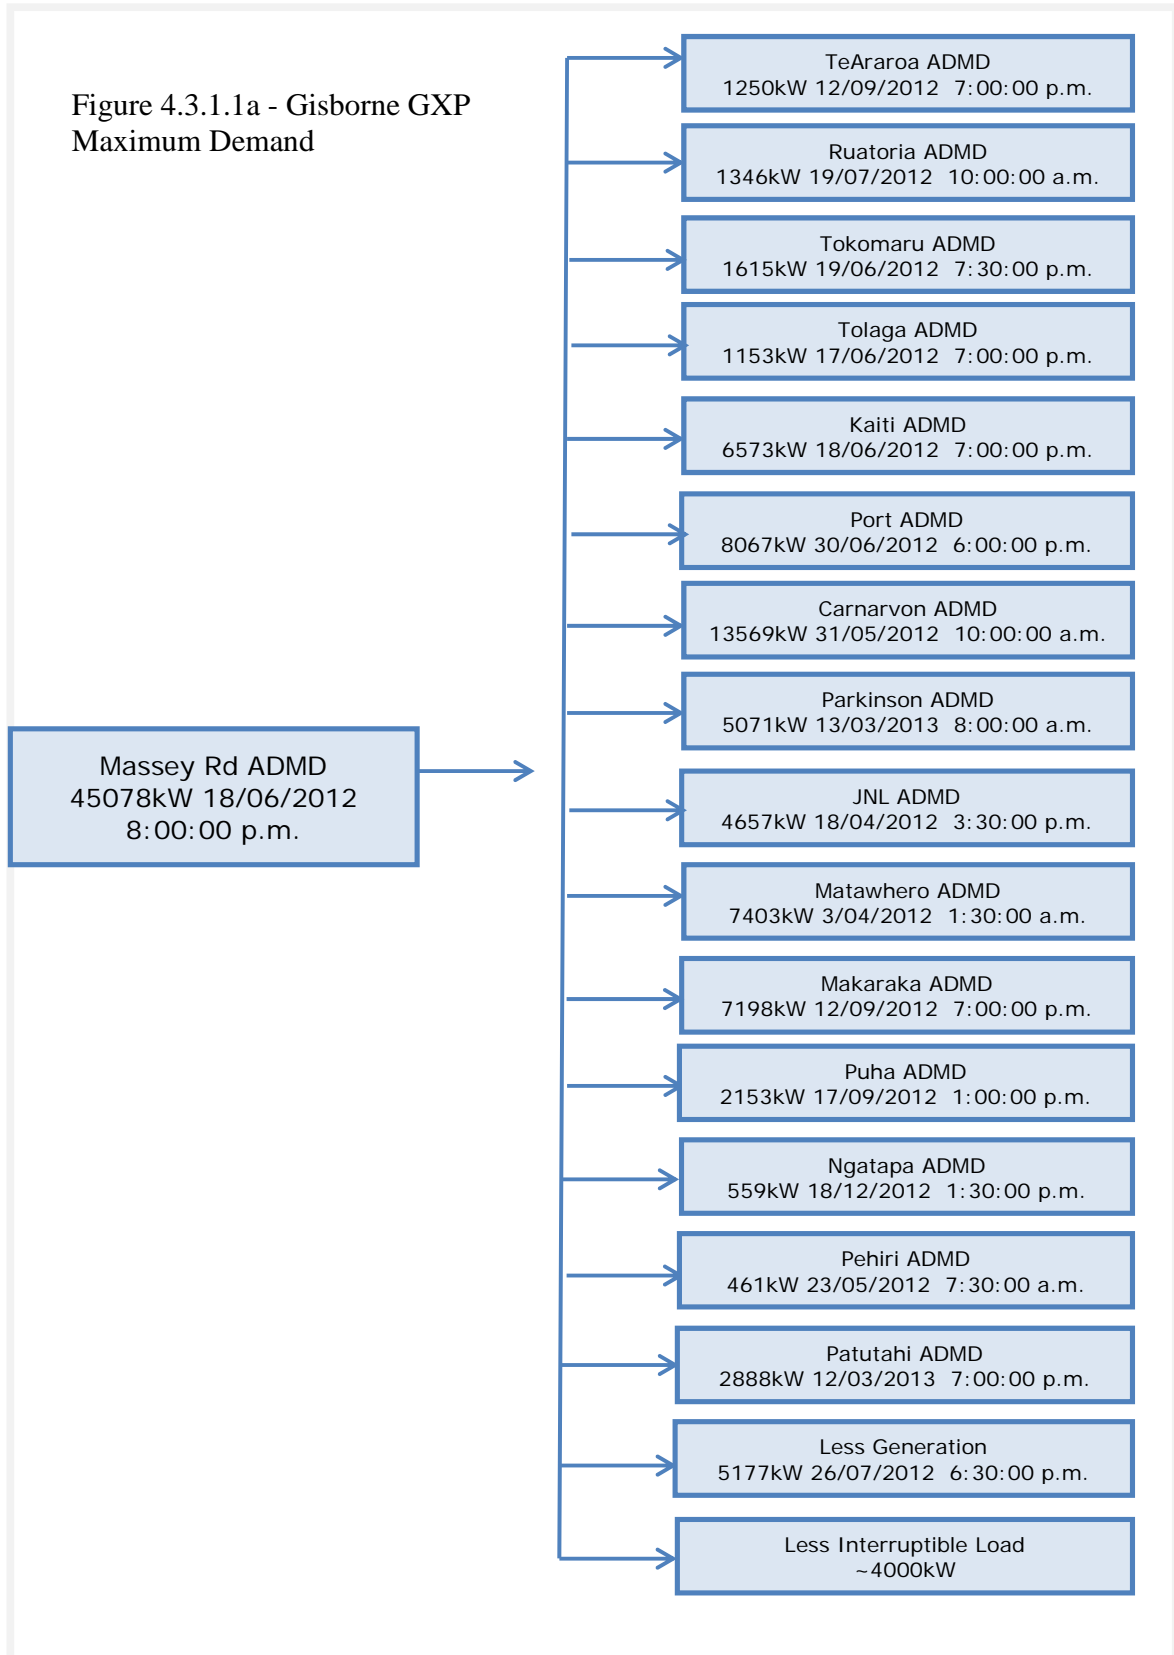 Figure 4.3.1.1a - Gisborne GXP
Maximum Demand
Massey Rd ADMD
45078kW 18/06/2012
8:00:00 p.m.
TeAraroa ADMD
1250kW 12/09/2012 7:00:00 p.m.
Ruatoria ADMD
1346kW 19/07/2012 10:00:00 a.m.
Tokomaru ADMD
1615kW 19/06/2012 7:30:00 p.m.
Tolaga ADMD
1153kW 17/06/2012 7:00:00 p.m.
Kaiti ADMD
6573kW 18/06/2012 7:00:00 p.m.
Port ADMD
8067kW 30/06/2012 6:00:00 p.m.
Carnarvon ADMD
13569kW 31/05/2012 10:00:00 a.m.
Parkinson ADMD
5071kW 13/03/2013 8:00:00 a.m.
JNL ADMD
4657kW 18/04/2012 3:30:00 p.m.
Matawhero ADMD
7403kW 3/04/2012 1:30:00 a.m.
Makaraka ADMD
7198kW 12/09/2012 7:00:00 p.m.
Puha ADMD
2153kW 17/09/2012 1:00:00 p.m.
Ngatapa ADMD
559kW 18/12/2012 1:30:00 p.m.
Pehiri ADMD
461kW 23/05/2012 7:30:00 a.m.
Patutahi ADMD
2888kW 12/03/2013 7:00:00 p.m.
Less Generation
5177kW 26/07/2012 6:30:00 p.m.
Less Interruptible Load
~4000kW